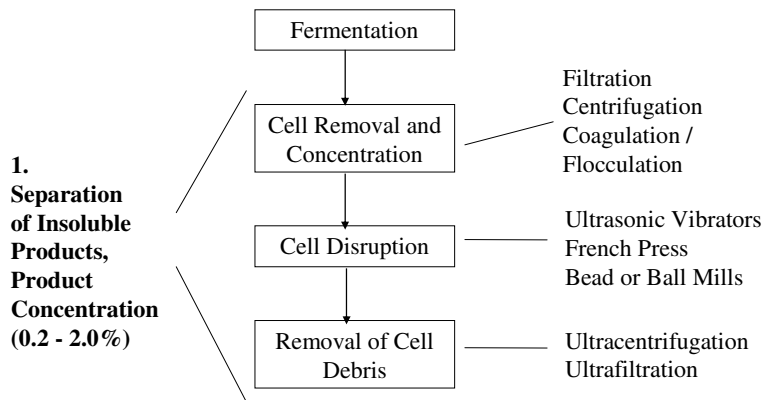 Fermentation
Cell Removal and
Concentration
Filtration
Centrifugation
Coagulation /
Flocculation
1.
Separation
of Insoluble
Products,
Product
Concentration
(0.2 - 2.0%)
Cell Disruption
Ultrasonic Vibrators
French Press
Bead or Ball Mills
Removal of Cell
Debris
Ultracentrifugation
Ultrafiltration